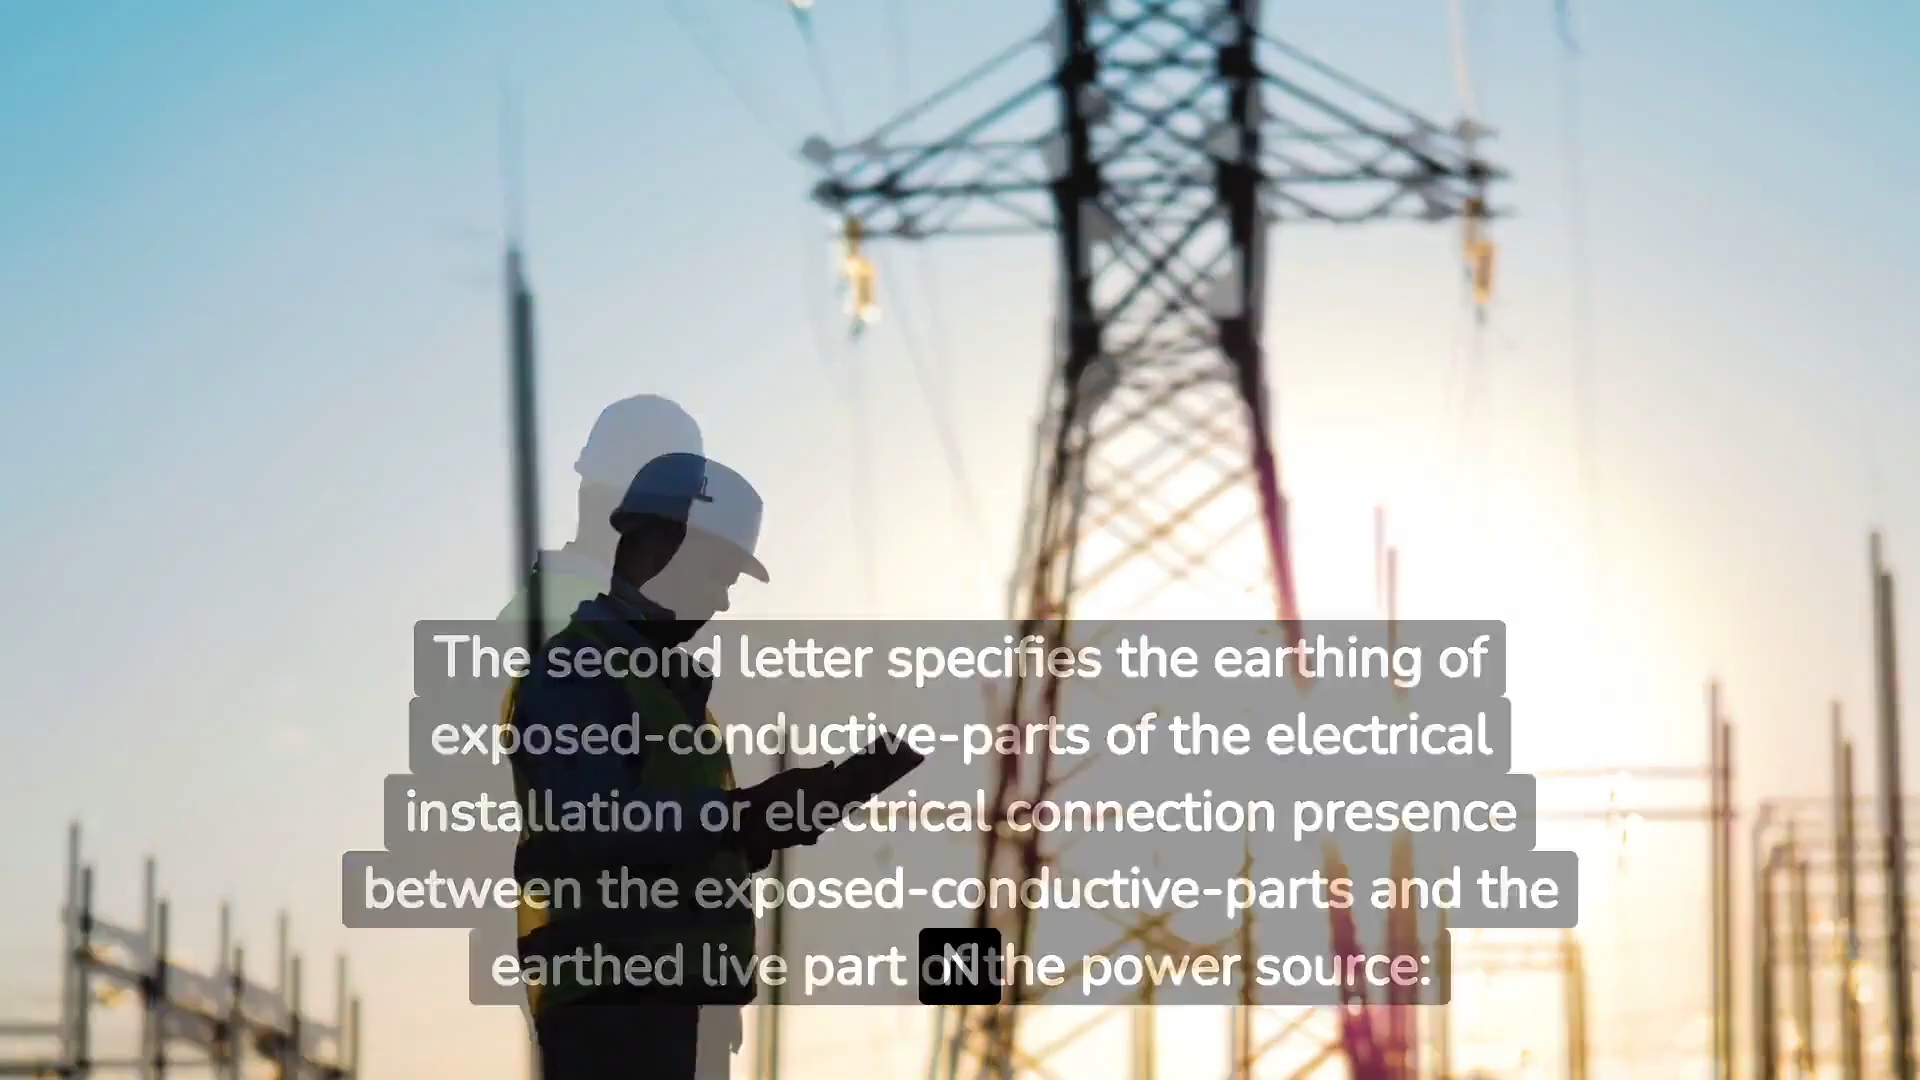 The second letter specifies the earthing of
exposed-conductive-parts of the electrical
installation or electrical connection presence
between the exposed-conductive-parts and the
earthed live part of the power source:
N